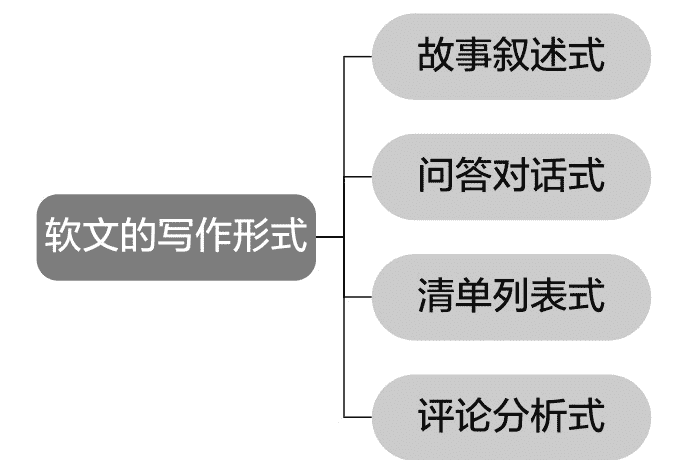 软文的写作形式
故事叙述式
问答对话式
清单列表式
评论分析式